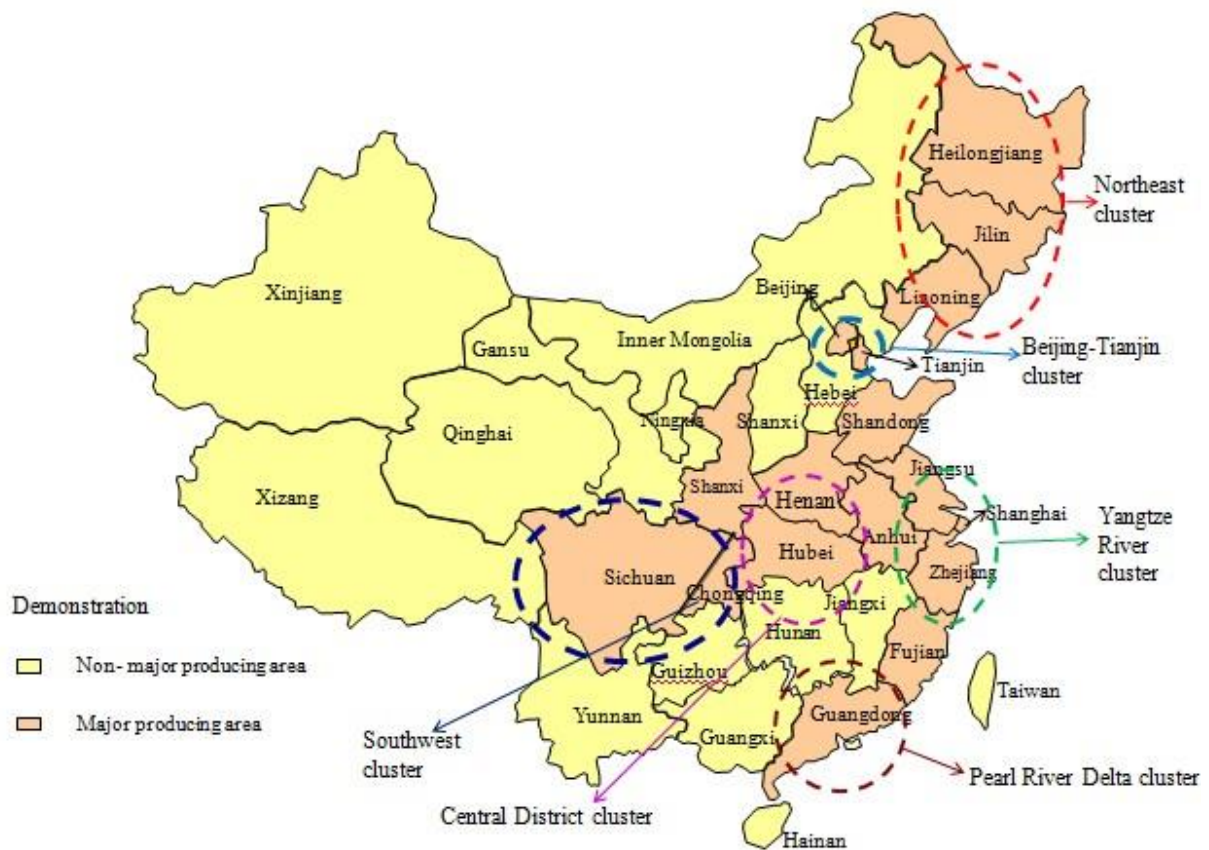 Heilongjiang
Northeast
cluster
Jilin
Xinjiang
Beijing
Liaoning
Inner Mongolia
Gansu
Beijing-Tianjin
cluster
Tianjin
Hebei
Ningxia
Shanxi
Shandong
Qinghai
Jiangsu
Shanxi
Xizang
Henan
Shanghai
Yangtze
River
cluster
Anhui
Hubei
Sichuan
Zhejiang
Chongqing
Jiangxi
Demonstration
Hunan
Fujian
Non- major producing area
Guizhou
Taiwan
Major producing area
Yunnan
Guangdong
Guangxi
Southwest
cluster
Pearl River Delta cluster
Central District cluster
Hainan